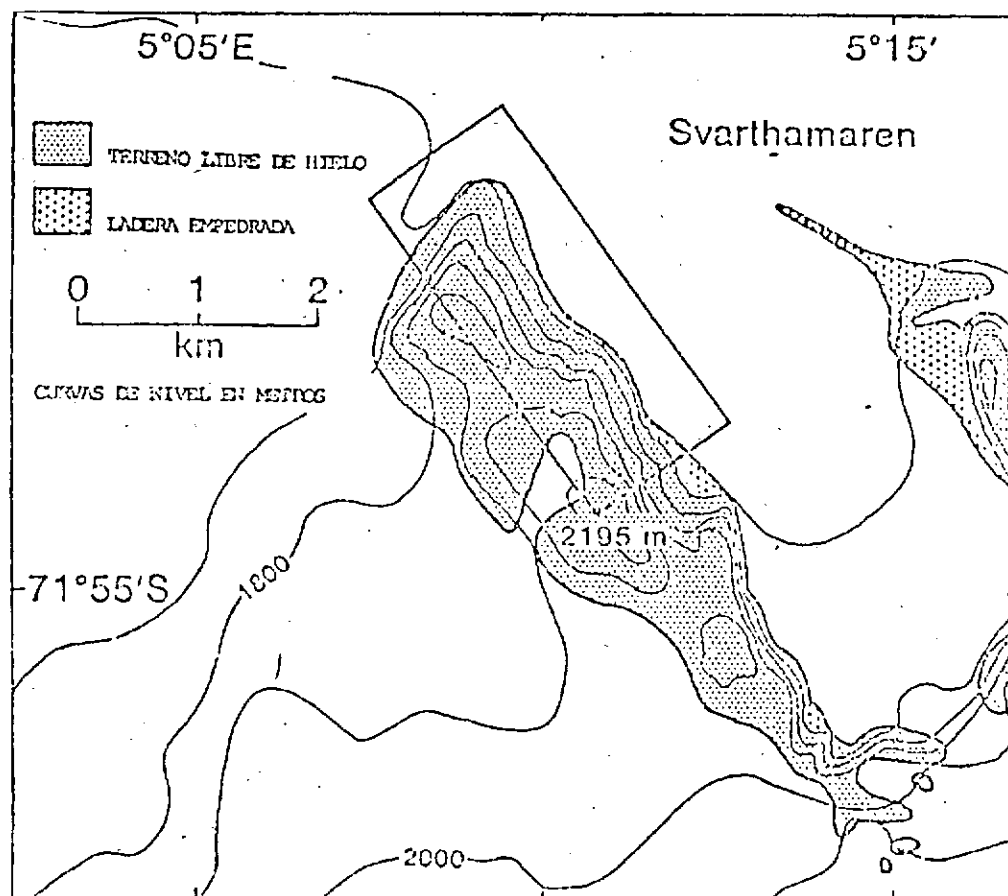 5°05'E 5°15'
Svarthamaren
TERRENO LIBRE DE HIELO
LADERA EMPEDRADA
0 1 2
km
CURVAS DE NIVEL EN METROS
2195 m
71°55'S
1800
2000